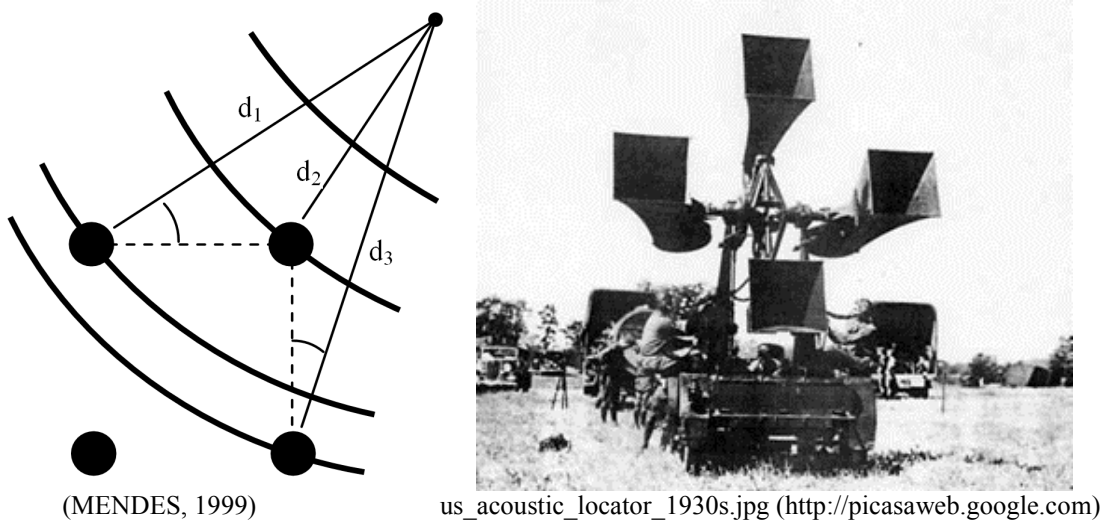 d₁
d₂
d₃
(MENDES, 1999)
us_acoustic_locator_1930s.jpg (http://picasaweb.google.com)